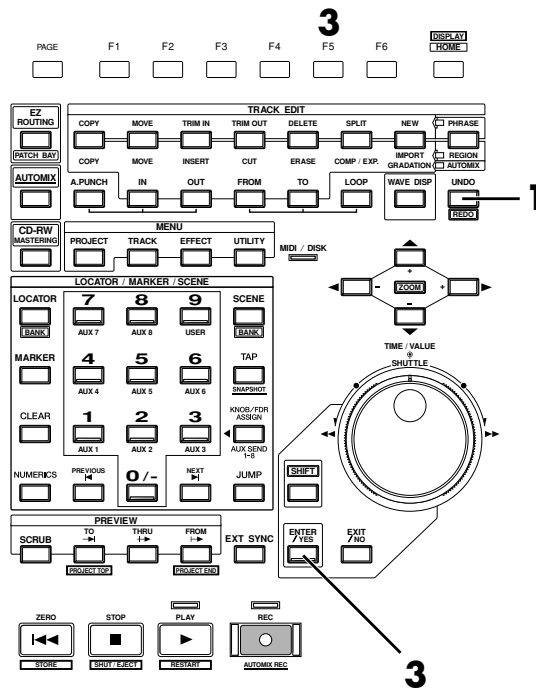 3
DISPLAY
PAGE F1 F2 F3 F4 F5 F6 HOME
EZ ROUTING
PATCH BAY
TRACK EDIT
COPY MOVE TRIM IN TRIM OUT DELETE SPLIT NEW PHRASE
COPY MOVE INSERT CUT ERASE COMP / EXP. IMPORT REGION
GRADATION AUTOMIX
AUTOMIX
A.PUNCH IN OUT FROM TO LOOP WAVE DISP UNDO
1
REDO
CD-RW
MASTERING
MENU
PROJECT TRACK EFFECT UTILITY
MIDI / DISK
+
- ZOOM +
-
LOCATOR / MARKER / SCENE
LOCATOR 7 8 9 SCENE
BANK AUX 7 AUX 8 USER BANK
TIME / VALUE
SHUTTLE
MARKER 4 5 6 TAP
AUX 4 AUX 5 AUX 6 SNAPSHOT
CLEAR 1 2 3 KNOB/FDR
ASSIGN
AUX 1 AUX 2 AUX 3 AUX SEND
1-8
NUMERICS PREVIOUS 0/- NEXT JUMP
SHIFT
PREVIEW
SCRUB TO THRU FROM EXT SYNC
PROJECT TOP PROJECT END
ENTER
/YES
EXIT
/NO
ZERO STOP PLAY REC
STORE SHUT / EJECT RESTART AUTOMIX REC
3